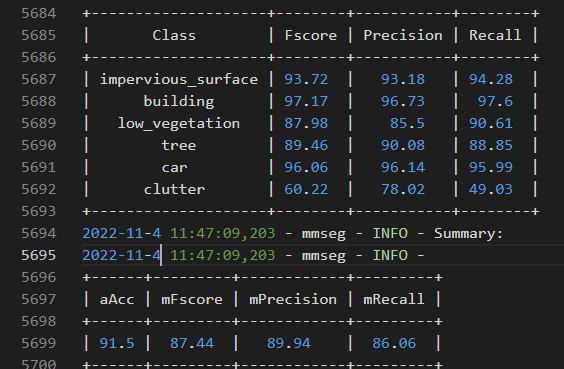 5684 +--------------------+--------+-----------+--------+
5685 |       Class        | Fscore | Precision | Recall |
5686 +--------------------+--------+-----------+--------+
5687 | impervious_surface | 93.72  |   93.18   | 94.28  |
5688 |      building      | 97.17  |   96.73   |  97.6  |
5689 |   low_vegetation   | 87.98  |    85.5   | 90.61  |
5690 |        tree        | 89.46  |   90.08   | 88.85  |
5691 |        car         | 96.06  |   96.14   | 95.99  |
5692 |      clutter       | 60.22  |   78.02   | 49.03  |
5693 +--------------------+--------+-----------+--------+
5694 2022-11-4 11:47:09,203 - mmseg - INFO - Summary:
5695 2022-11-4 11:47:09,203 - mmseg - INFO -
5696 +------+---------+------------+---------+
5697 | aAcc | mFscore | mPrecision | mRecall |
5698 +------+---------+------------+---------+
5699 | 91.5 |  87.44  |   89.94    |  86.06  |
5700 +------+---------+------------+---------+